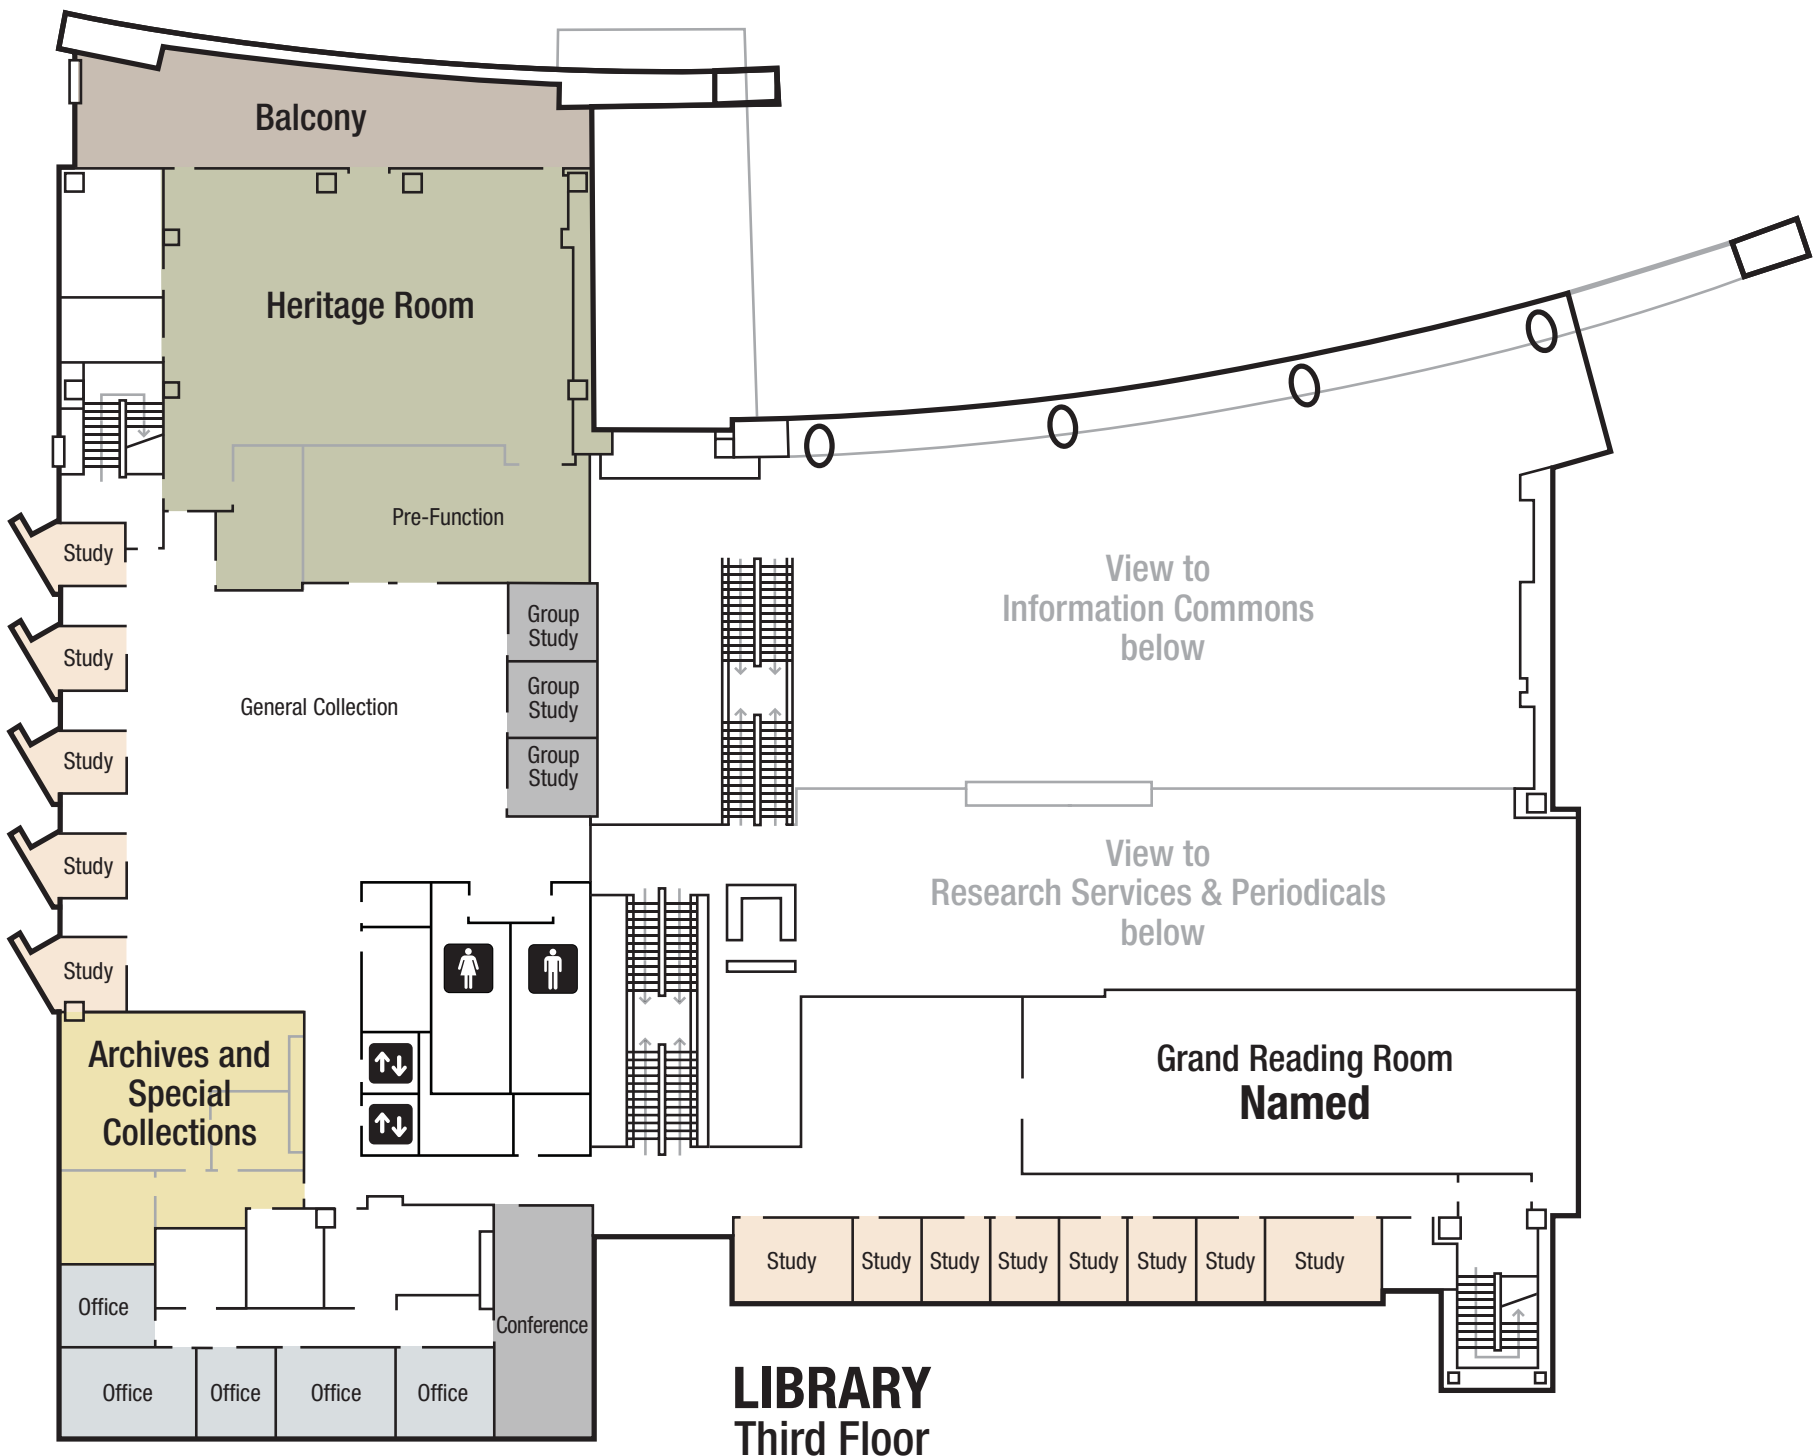 Balcony
Heritage Room
Pre-Function
Study
Group
Study
View to
Information Commons
below
Study
Group
Study
General Collection
Study
Group
Study
Study
View to
Research Services & Periodicals
below
Study
Archives and
Special
Collections
Grand Reading Room
Named
Study
Study
Study
Study
Study
Study
Study
Study
Office
Conference
Office
Office
Office
Office
LIBRARY
Third Floor